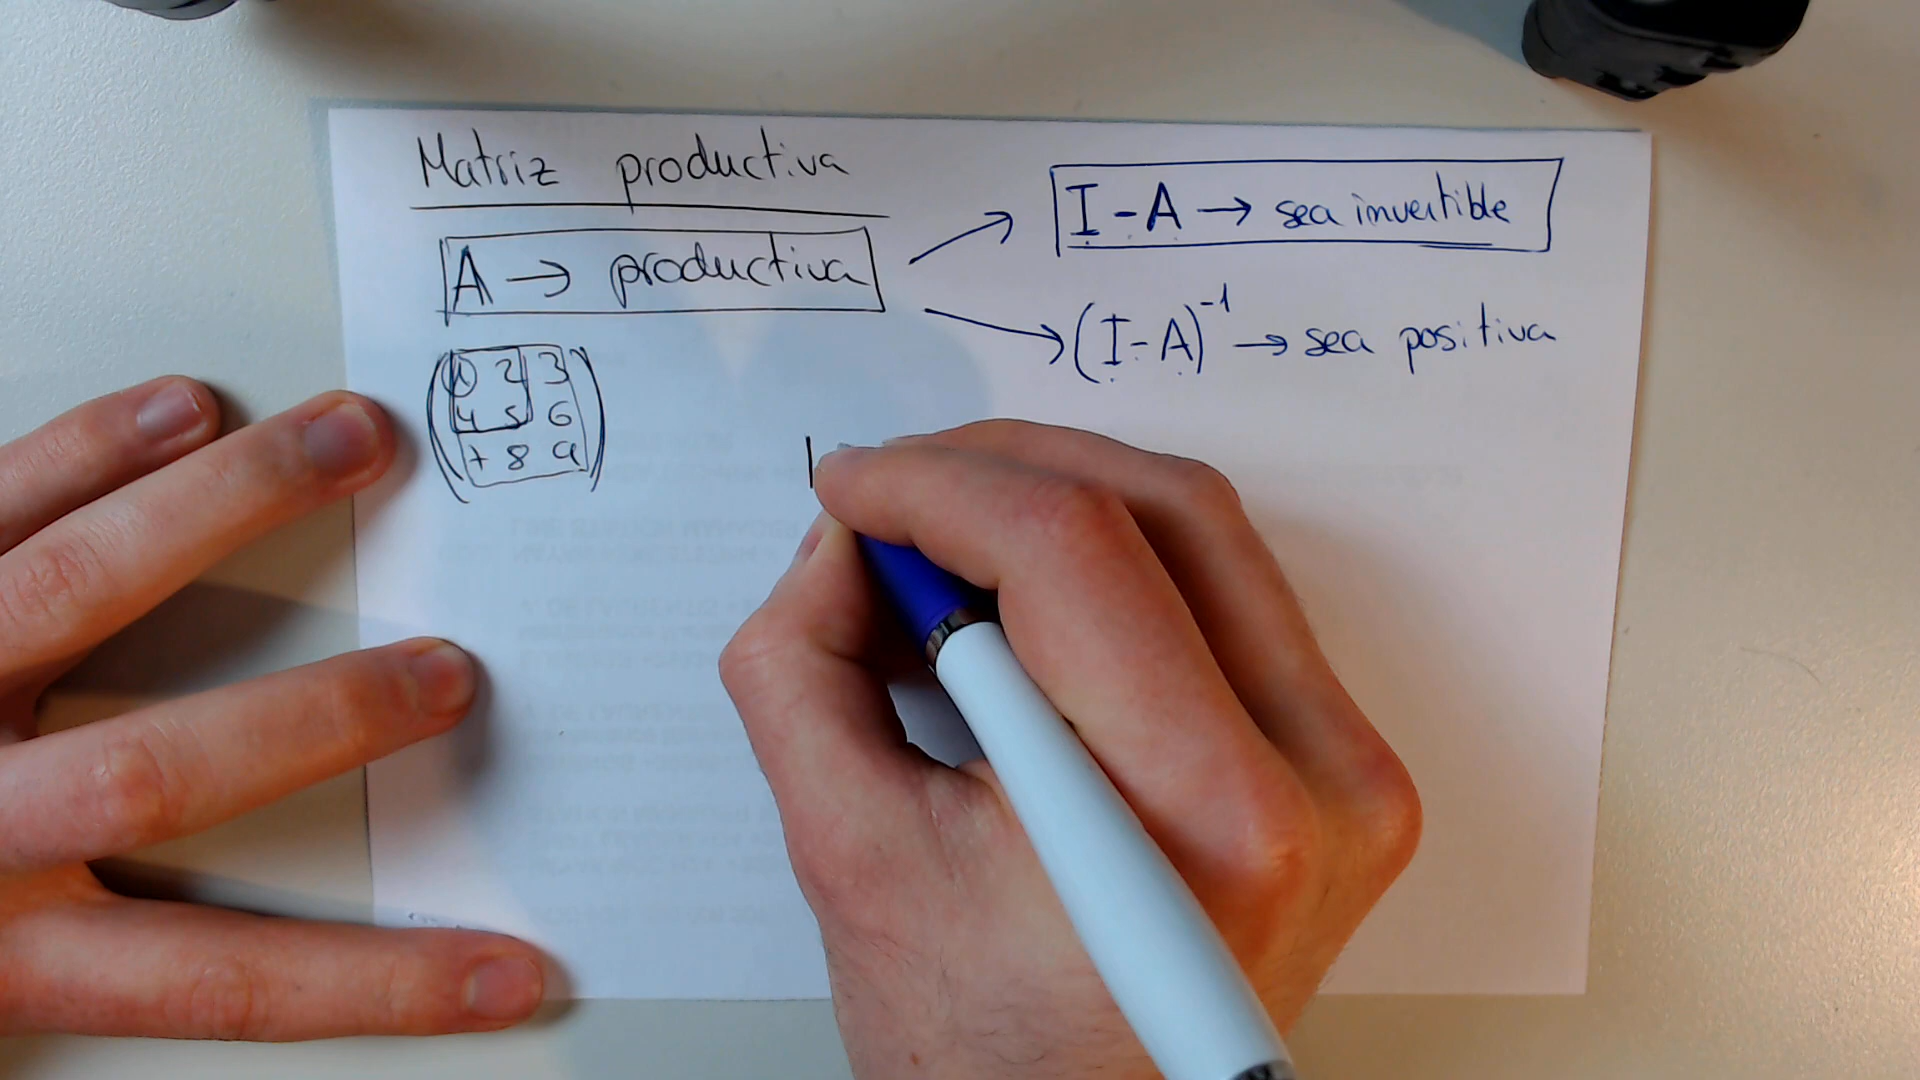 Matriz productiva
A → productiva
I - A → sea invertible
(I - A)⁻¹ → sea positiva
1 2 3
4 5 6
7 8 9